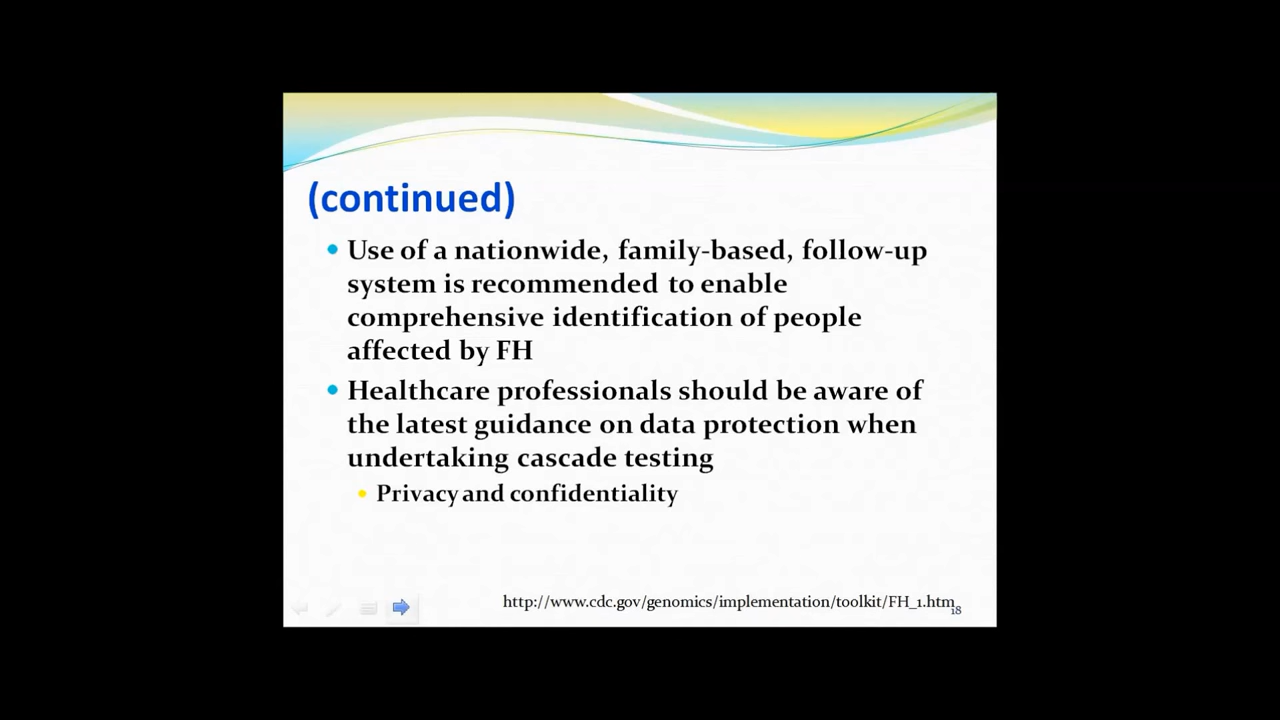 (continued)
• Use of a nationwide, family-based, follow-up
system is recommended to enable
comprehensive identification of people
affected by FH
• Healthcare professionals should be aware of
the latest guidance on data protection when
undertaking cascade testing
• Privacy and confidentiality
http://www.cdc.gov/genomics/implementation/toolkit/FH_1.htm
18